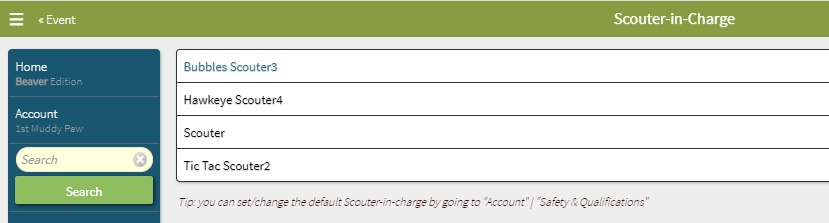 « Event
Scouter-in-Charge
Home
Beaver Edition
Account
1st Muddy Paw
Search
Search
Bubbles Scouter3
Hawkeye Scouter4
Scouter
Tic Tac Scouter2
Tip: you can set/change the default Scouter-in-charge by going to "Account" | "Safety & Qualifications"